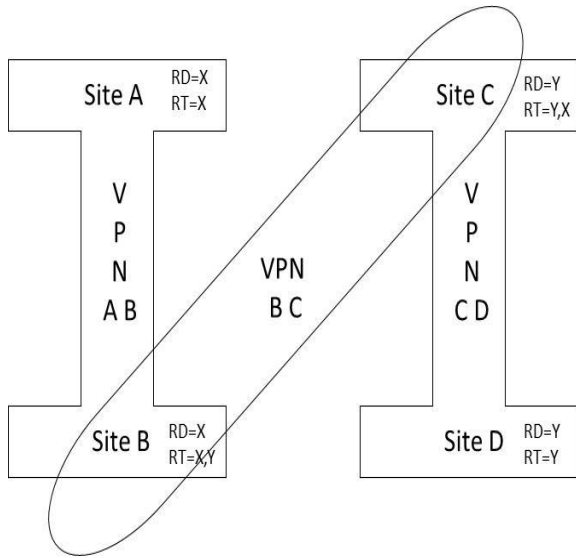 Site A
RD=X
RT=X
Site C
RD=Y
RT=Y,X
V
P
N
A B
VPN
B C
V
P
N
C D
Site B
RD=X
RT=X,Y
Site D
RD=Y
RT=Y